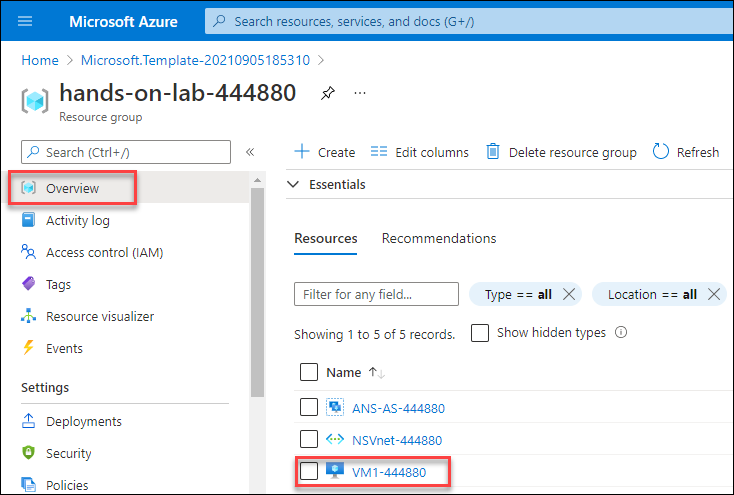 Microsoft Azure
Search resources, services, and docs (G+/)
Home > Microsoft.Template-20210905185310 >
hands-on-lab-444880
...
Resource group
Search (Ctrl+/)
«
Overview
Activity log
Access control (IAM)
Tags
Resource visualizer
Events
Settings
Deployments
Security
Policies
+ Create
Edit columns
Delete resource group
Refresh
Essentials
Resources
Recommendations
Filter for any field...
Type == all
Location == all
Showing 1 to 5 of 5 records.
Show hidden types
Name ↑↓
ANS-AS-444880
NSVnet-444880
VM1-444880